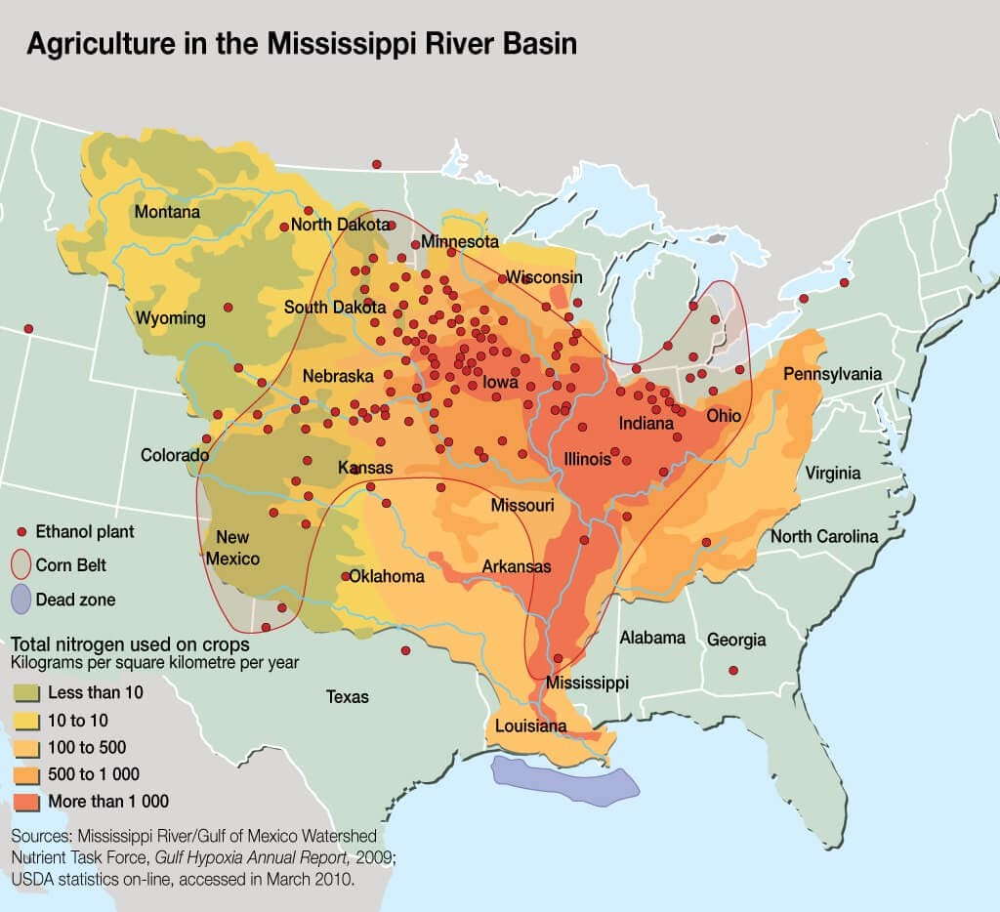 Agriculture in the Mississippi River Basin
Montana
North Dakota
Minnesota
Wisconsin
South Dakota
Wyoming
Nebraska
Iowa
Pennsylvania
Ohio
Indiana
Illinois
Colorado
Kansas
Virginia
Missouri
North Carolina
New
Mexico
Arkansas
Oklahoma
Alabama
Georgia
Mississippi
Texas
Louisiana
Ethanol plant
Corn Belt
Dead zone
Total nitrogen used on crops
Kilograms per square kilometre per year
Less than 10
10 to 10
100 to 500
500 to 1 000
More than 1 000
Sources: Mississippi River/Gulf of Mexico Watershed
Nutrient Task Force, Gulf Hypoxia Annual Report, 2009;
USDA statistics on-line, accessed in March 2010.